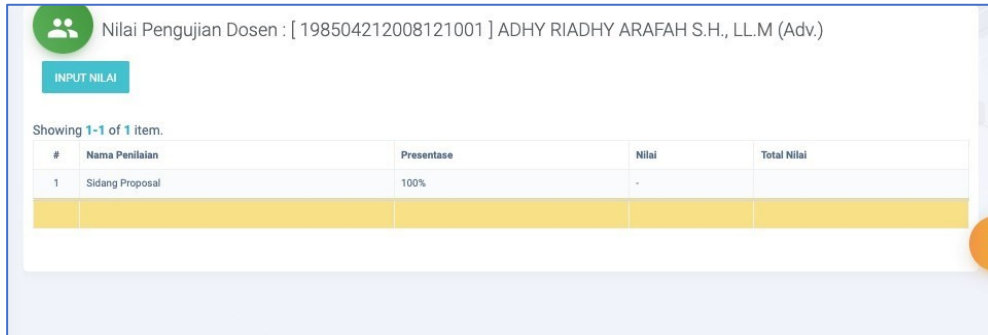 Nilai Pengujian Dosen : [ 198504212008121001 ] ADHY RIADHY ARAFAH S.H., LL.M (Adv.)
INPUT NILAI
Showing 1-1 of 1 item.
# Nama Penilaian Presentase Nilai Total Nilai
1 Sidang Proposal 100% -